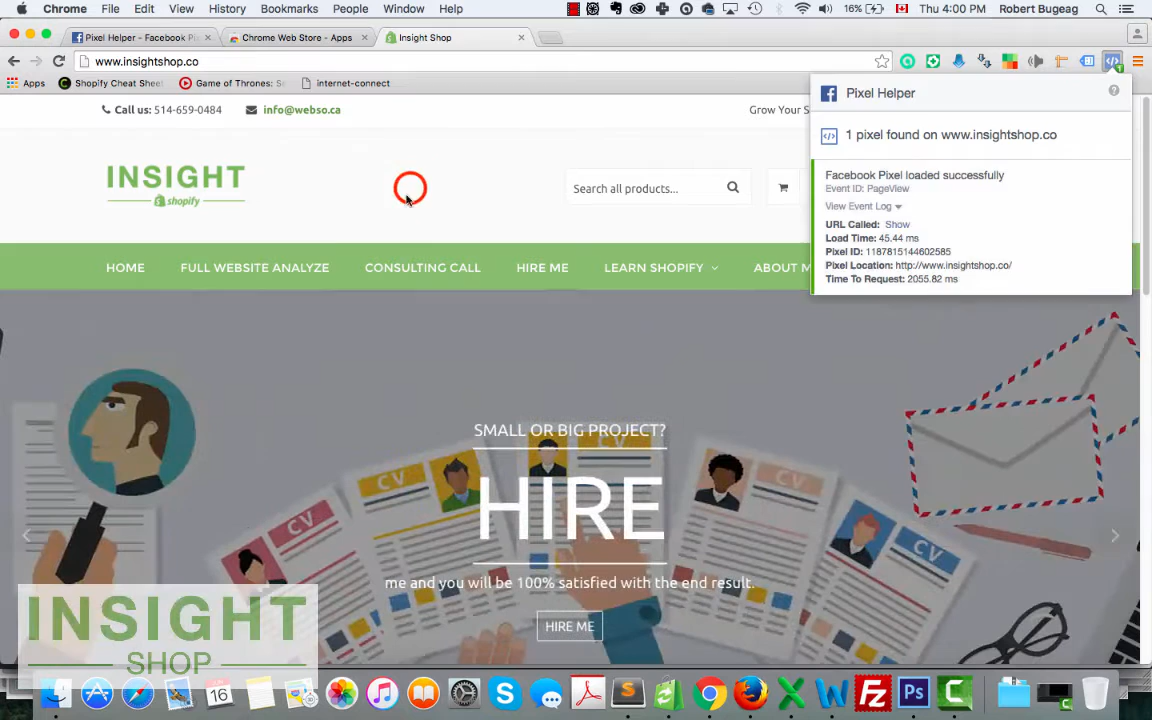 Chrome File Edit View History Bookmarks People Window Help 16% Thu 4:00 PM Robert Bugeag
Pixel Helper - Facebook Pi
Chrome Web Store - Apps
Insight Shop
www.insightshop.co
Apps Shopify Cheat Sheet Game of Thrones: S internet-connect
Call us: 514-659-0484 info@webso.ca Grow Your S
INSIGHT
shopify
Search all products...
HOME FULL WEBSITE ANALYZE CONSULTING CALL HIRE ME LEARN SHOPIFY ABOUT M
Pixel Helper
1 pixel found on www.insightshop.co
Facebook Pixel loaded successfully
Event ID: PageView
View Event Log
URL Called: Show
Load Time: 45.44 ms
Pixel ID: 1187815144602585
Pixel Location: http://www.insightshop.co/
Time To Request: 2055.82 ms
SMALL OR BIG PROJECT?
HIRE
me and you will be 100% satisfied with the end result.
HIRE ME
CV
CV
CV
CV
CV
INSIGHT
SHOP
16